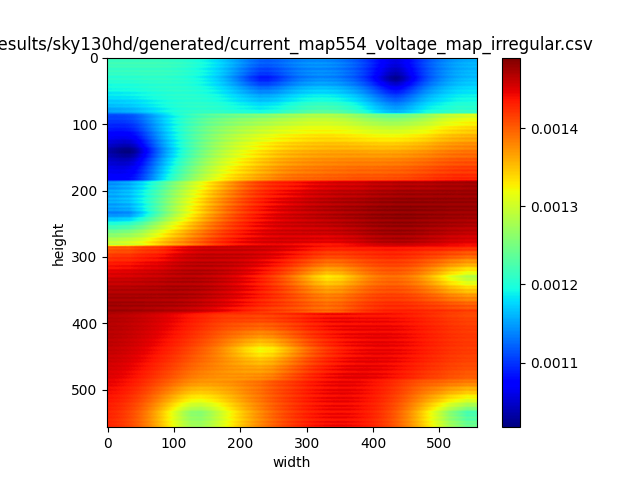 esults/sky130hd/generated/current_map554_voltage_map_irregular.csv
0
100
200
300
400
500
height
0 100 200 300 400 500
width
0.0014
0.0013
0.0012
0.0011